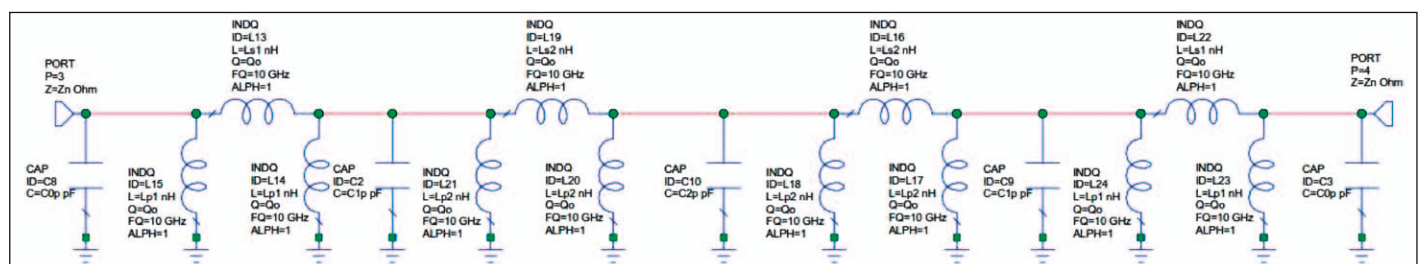 INDQ
ID=L13
L=Ls1 nH
Q=Qo
FQ=10 GHz
ALPH=1
INDQ
ID=L19
L=Ls2 nH
Q=Qo
FQ=10 GHz
ALPH=1
INDQ
ID=L16
L=Ls2 nH
Q=Qo
FQ=10 GHz
ALPH=1
INDQ
ID=L22
L=Ls1 nH
Q=Qo
FQ=10 GHz
ALPH=1
PORT
P=3
Z=Zn Ohm
PORT
P=4
Z=Zn Ohm
CAP
ID=C8
C=C0p pF
INDQ
ID=L15
L=Lp1 nH
Q=Qo
FQ=10 GHz
ALPH=1
INDQ
ID=L14
L=Lp1 nH
Q=Qo
FQ=10 GHz
ALPH=1
CAP
ID=C2
C=C1p pF
INDQ
ID=L21
L=Lp2 nH
Q=Qo
FQ=10 GHz
ALPH=1
INDQ
ID=L20
L=Lp2 nH
Q=Qo
FQ=10 GHz
ALPH=1
CAP
ID=C10
C=C2p pF
INDQ
ID=L18
L=Lp2 nH
Q=Qo
FQ=10 GHz
ALPH=1
INDQ
ID=L17
L=Lp2 nH
Q=Qo
FQ=10 GHz
ALPH=1
CAP
ID=C9
C=C1p pF
INDQ
ID=L24
L=Lp1 nH
Q=Qo
FQ=10 GHz
ALPH=1
INDQ
ID=L23
L=Lp1 nH
Q=Qo
FQ=10 GHz
ALPH=1
CAP
ID=C3
C=C0p pF